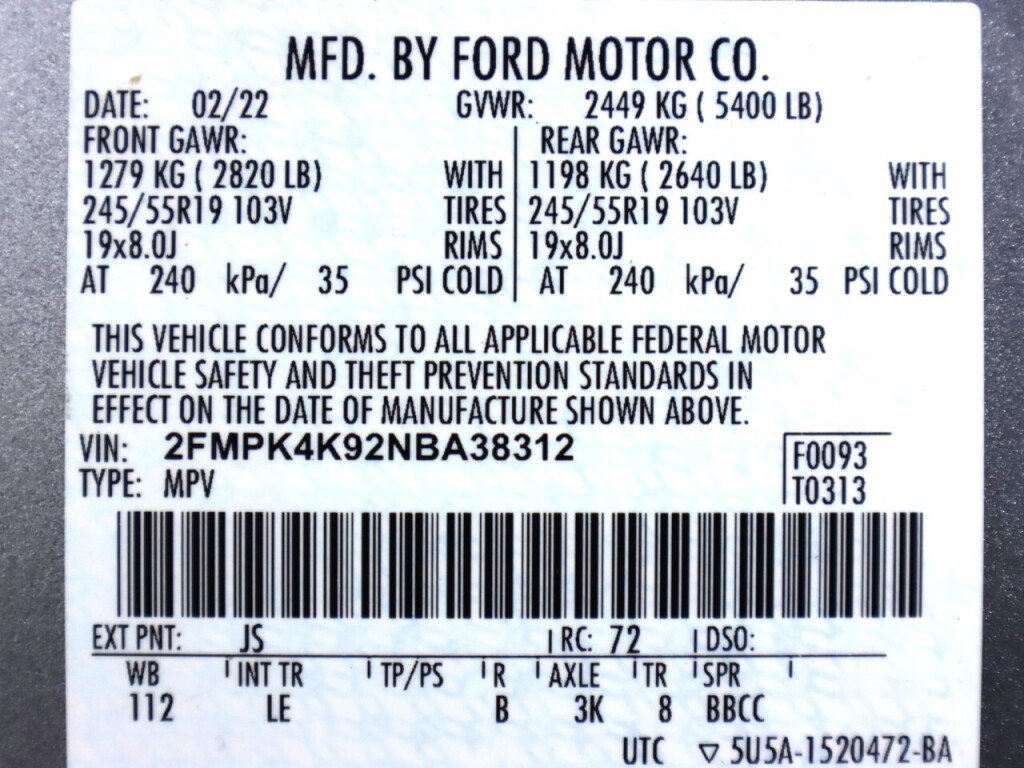 MFD. BY FORD MOTOR CO.
DATE: 02/22 GVWR: 2449 KG ( 5400 LB)
FRONT GAWR: REAR GAWR:
1279 KG ( 2820 LB) WITH 1198 KG ( 2640 LB) WITH
245/55R19 103V TIRES 245/55R19 103V TIRES
19x8.0J RIMS 19x8.0J RIMS
AT 240 kPa/ 35 PSI COLD AT 240 kPa/ 35 PSI COLD
THIS VEHICLE CONFORMS TO ALL APPLICABLE FEDERAL MOTOR
VEHICLE SAFETY AND THEFT PREVENTION STANDARDS IN
EFFECT ON THE DATE OF MANUFACTURE SHOWN ABOVE.
VIN: 2FMPK4K92NBA38312 F0093
TYPE: MPV T0313
EXT PNT: JS RC: 72 DSO:
WB INT TR TP/PS R AXLE TR SPR
112 LE B 3K 8 BBCC
UTC ▽ 5U5A-1520472-BA